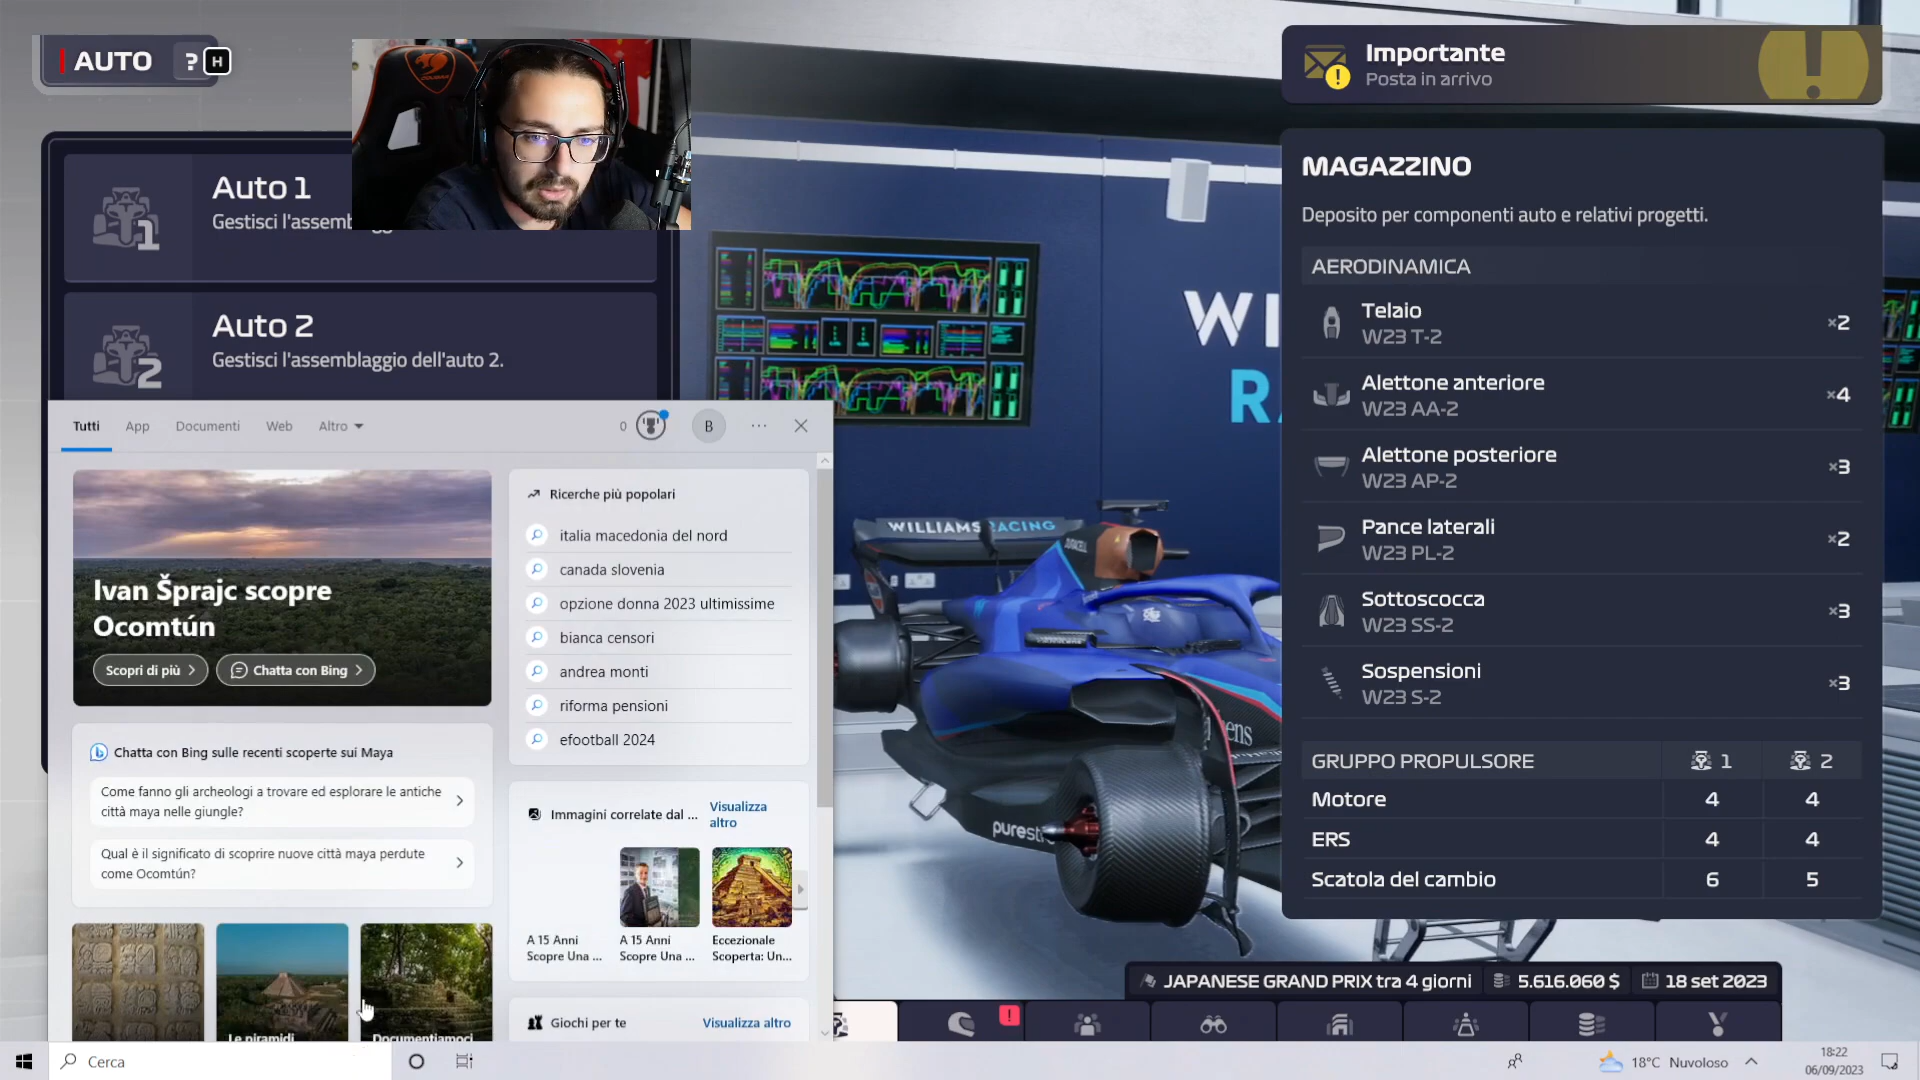 AUTO
? H
Importante
Posta in arrivo
Auto 1
Gestisci l'assemb
1
Auto 2
Gestisci l'assemblaggio dell'auto 2.
2
MAGAZZINO
Deposito per componenti auto e relativi progetti.
AERODINAMICA
Telaio
W23 T-2
×2
Alettone anteriore
W23 AA-2
×4
Alettone posteriore
W23 AP-2
×3
Pance laterali
W23 PL-2
×2
Sottoscocca
W23 SS-2
×3
Sospensioni
W23 S-2
×3
GRUPPO PROPULSORE 1 2
Motore 4 4
ERS 4 4
Scatola del cambio 6 5
WI
RA
WILLIAMS RACING
DURACELL
Tutti App Documenti Web Altro 0 B ···
Ivan Šprajc scopre
Ocomtún
Scopri di più
Chatta con Bing
Chatta con Bing sulle recenti scoperte sui Maya
Come fanno gli archeologi a trovare ed esplorare le antiche
città maya nelle giungle?
Qual è il significato di scoprire nuove città maya perdute
come Ocomtún?
Le piramidi
Documentiamoci
Ricerche più popolari
italia macedonia del nord
canada slovenia
opzione donna 2023 ultimissime
bianca censori
andrea monti
riforma pensioni
efootball 2024
Immagini correlate dal ...
Visualizza
altro
A 15 Anni
Scopre Una ...
A 15 Anni
Scopre Una ...
Eccezionale
Scoperta: Un...
Giochi per te
Visualizza altro
JAPANESE GRAND PRIX tra 4 giorni
5.616.060 $
18 set 2023
Cerca
18°C Nuvoloso
18:22
06/09/2023